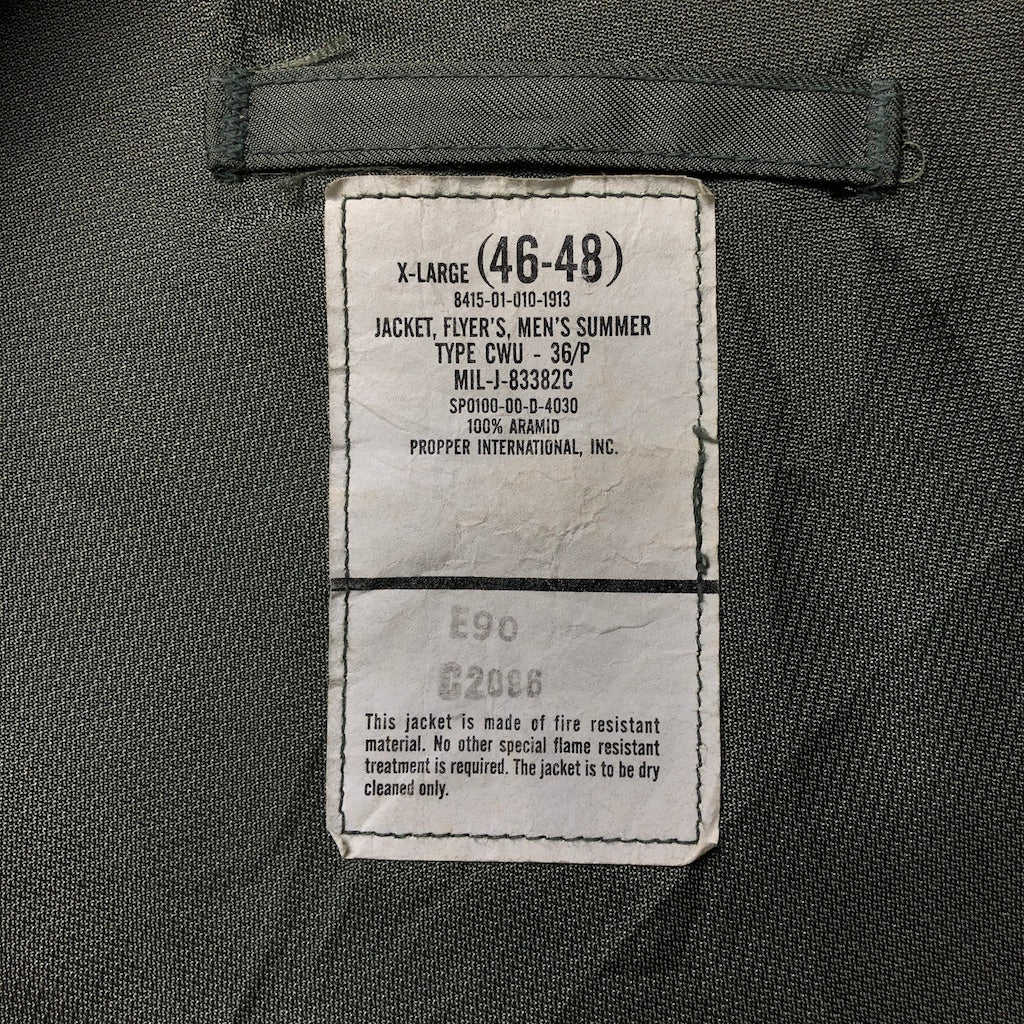 X-LARGE (46-48)
8415-01-010-1913
JACKET, FLYER'S, MEN'S SUMMER
TYPE CWU - 36/P
MIL-J-83382C
SP0100-00-D-4030
100% ARAMID
PROPPER INTERNATIONAL, INC.
E90
This jacket is made of fire resistant
material. No other special flame resistant
treatment is required. The jacket is to be dry
cleaned only.